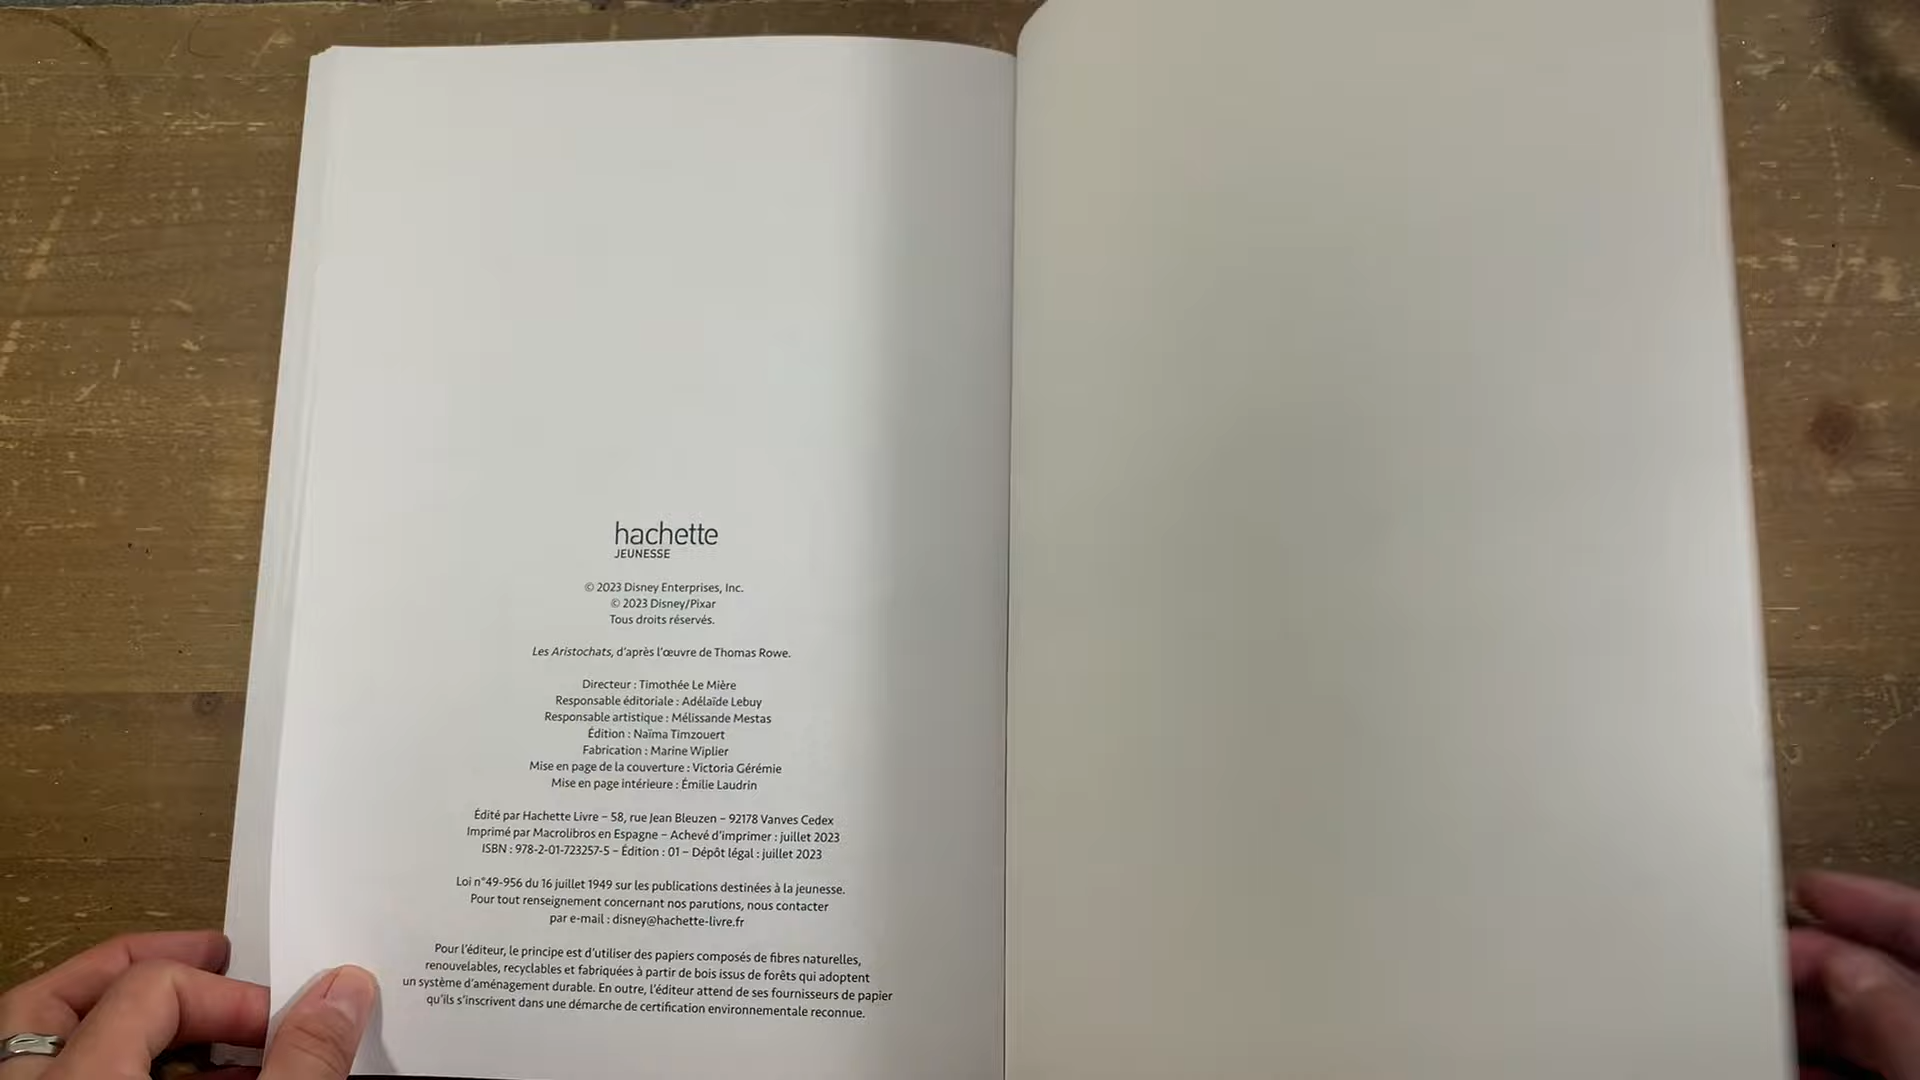 hachette
JEUNESSE
© 2023 Disney Enterprises, Inc.
© 2023 Disney/Pixar
Tous droits réservés.
Les Aristochats, d'après l'œuvre de Thomas Rowe.
Directeur : Timothée Le Mière
Responsable éditoriale : Adélaïde Lebuy
Responsable artistique : Mélissande Mestas
Édition : Naïma Timzouert
Fabrication : Marine Wiplier
Mise en page de la couverture : Victoria Gérémie
Mise en page intérieure : Émilie Laudrin
Édité par Hachette Livre – 58, rue Jean Bleuzen – 92178 Vanves Cedex
Imprimé par Macrolibros en Espagne – Achevé d'imprimer : juillet 2023
ISBN : 978-2-01-723257-5 – Édition : 01 – Dépôt légal : juillet 2023
Loi n°49-956 du 16 juillet 1949 sur les publications destinées à la jeunesse.
Pour tout renseignement concernant nos parutions, nous contacter
par e-mail : disney@hachette-livre.fr
Pour l'éditeur, le principe est d'utiliser des papiers composés de fibres naturelles,
renouvelables, recyclables et fabriquées à partir de bois issus de forêts qui adoptent
un système d'aménagement durable. En outre, l'éditeur attend de ses fournisseurs de papier
qu'ils s'inscrivent dans une démarche de certification environnementale reconnue.